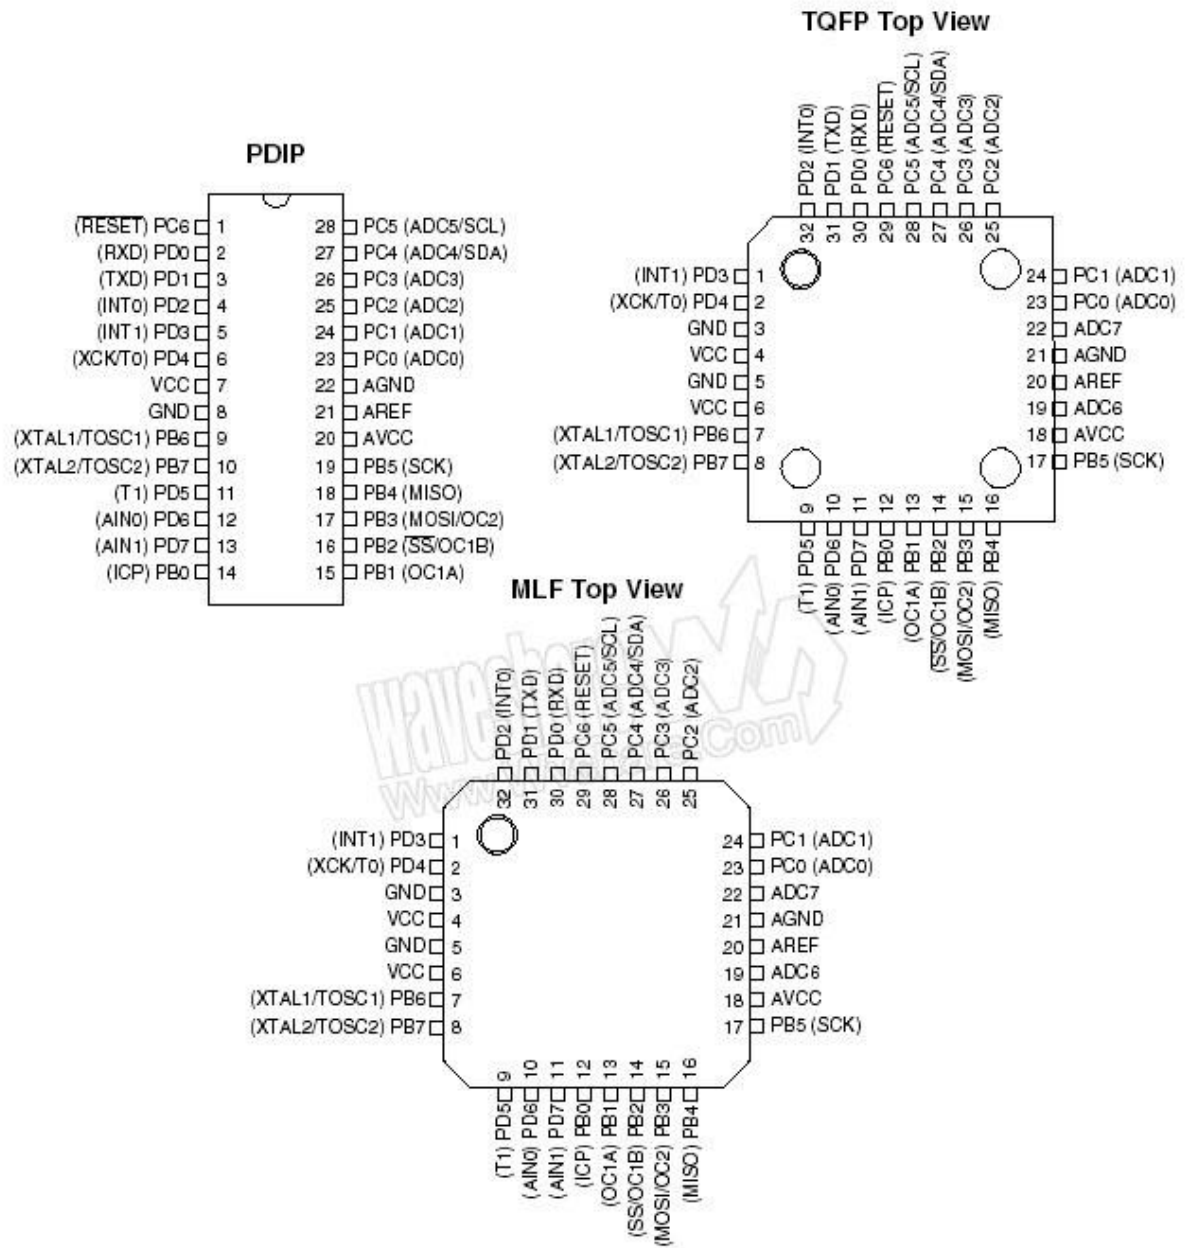 TQFP Top View
PD2 (INT0)
PD1 (TXD)
PD0 (RXD)
PC6 (RESET)
PC5 (ADC5/SCL)
PC4 (ADC4/SDA)
PC3 (ADC3)
PC2 (ADC2)
32 31 30 29 28 27 26 25
(INT1) PD3 1
(XCK/T0) PD4 2
GND 3
VCC 4
GND 5
VCC 6
(XTAL1/TOSC1) PB6 7
(XTAL2/TOSC2) PB7 8
24 PC1 (ADC1)
23 PC0 (ADC0)
22 ADC7
21 AGND
20 AREF
19 ADC6
18 AVCC
17 PB5 (SCK)
9 10 11 12 13 14 15 16
(T1) PD5
(AIN0) PD6
(AIN1) PD7
(ICP) PB0
(OC1A) PB1
(SS/OC1B) PB2
(MOSI/OC2) PB3
(MISO) PB4
PDIP
(RESET) PC6 1 28 PC5 (ADC5/SCL)
(RXD) PD0 2 27 PC4 (ADC4/SDA)
(TXD) PD1 3 26 PC3 (ADC3)
(INT0) PD2 4 25 PC2 (ADC2)
(INT1) PD3 5 24 PC1 (ADC1)
(XCK/T0) PD4 6 23 PC0 (ADC0)
VCC 7 22 AGND
GND 8 21 AREF
(XTAL1/TOSC1) PB6 9 20 AVCC
(XTAL2/TOSC2) PB7 10 19 PB5 (SCK)
(T1) PD5 11 18 PB4 (MISO)
(AIN0) PD6 12 17 PB3 (MOSI/OC2)
(AIN1) PD7 13 16 PB2 (SS/OC1B)
(ICP) PB0 14 15 PB1 (OC1A)
MLF Top View
PD2 (INT0)
PD1 (TXD)
PD0 (RXD)
PC6 (RESET)
PC5 (ADC5/SCL)
PC4 (ADC4/SDA)
PC3 (ADC3)
PC2 (ADC2)
32 31 30 29 28 27 26 25
(INT1) PD3 1
(XCK/T0) PD4 2
GND 3
VCC 4
GND 5
VCC 6
(XTAL1/TOSC1) PB6 7
(XTAL2/TOSC2) PB7 8
24 PC1 (ADC1)
23 PC0 (ADC0)
22 ADC7
21 AGND
20 AREF
19 ADC6
18 AVCC
17 PB5 (SCK)
9 10 11 12 13 14 15 16
(T1) PD5
(AIN0) PD6
(AIN1) PD7
(ICP) PB0
(OC1A) PB1
(SS/OC1B) PB2
(MOSI/OC2) PB3
(MISO) PB4